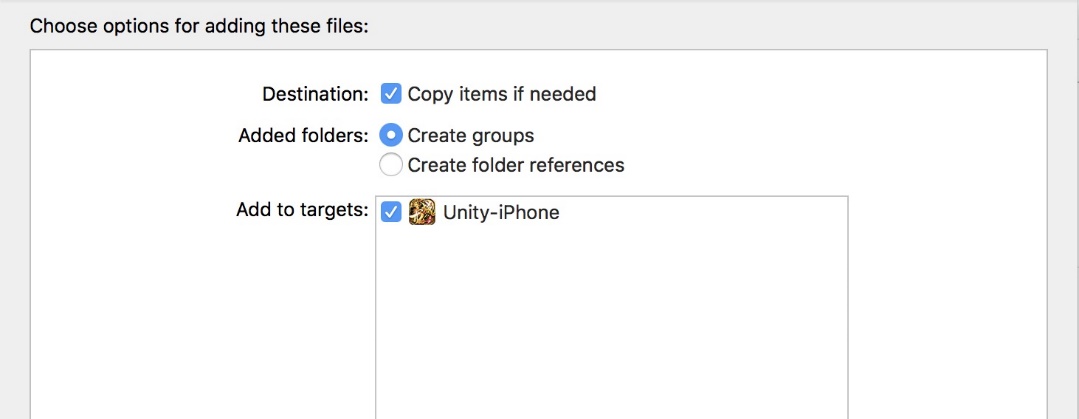 Choose options for adding these files:
Destination: Copy items if needed
Added folders: Create groups
Create folder references
Add to targets: Unity-iPhone